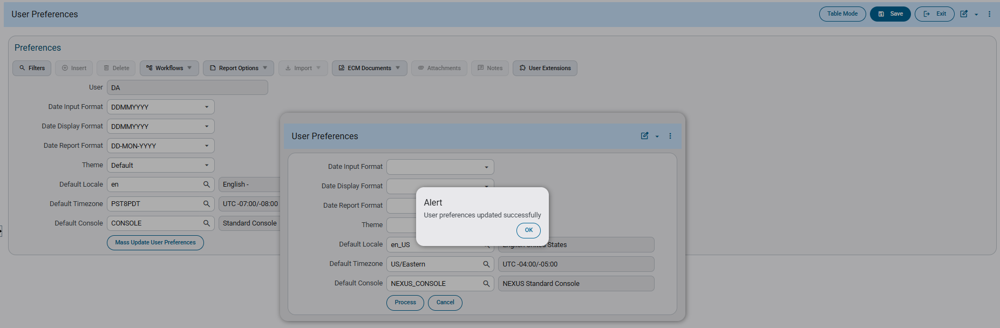 User Preferences
Table Mode Save Exit
Preferences
Filters Insert Delete Workflows Report Options Import ECM Documents Attachments Notes User Extensions
User DA
Date Input Format DDMMYYYY
Date Display Format DDMMYYYY
Date Report Format DD-MON-YYYY
Theme Default
Default Locale en English -
Default Timezone PST8PDT UTC -07:00/-08:00
Default Console CONSOLE Standard Console
Mass Update User Preferences
User Preferences
Date Input Format
Date Display Format
Date Report Format
Theme
Default Locale en_US English United States
Default Timezone US/Eastern UTC -04:00/-05:00
Default Console NEXUS_CONSOLE NEXUS Standard Console
Process Cancel
Alert
User preferences updated successfully
OK